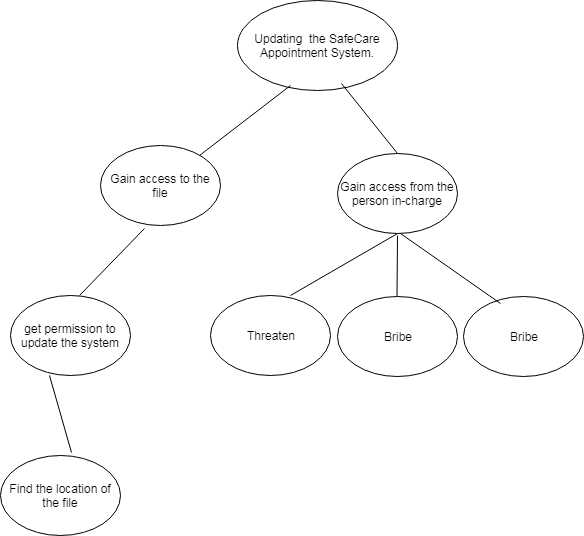 Updating the SafeCare
Appointment System.
Gain access to the
file
Gain access from the
person in-charge
get permission to
update the system
Threaten
Bribe
Bribe
Find the location of
the file